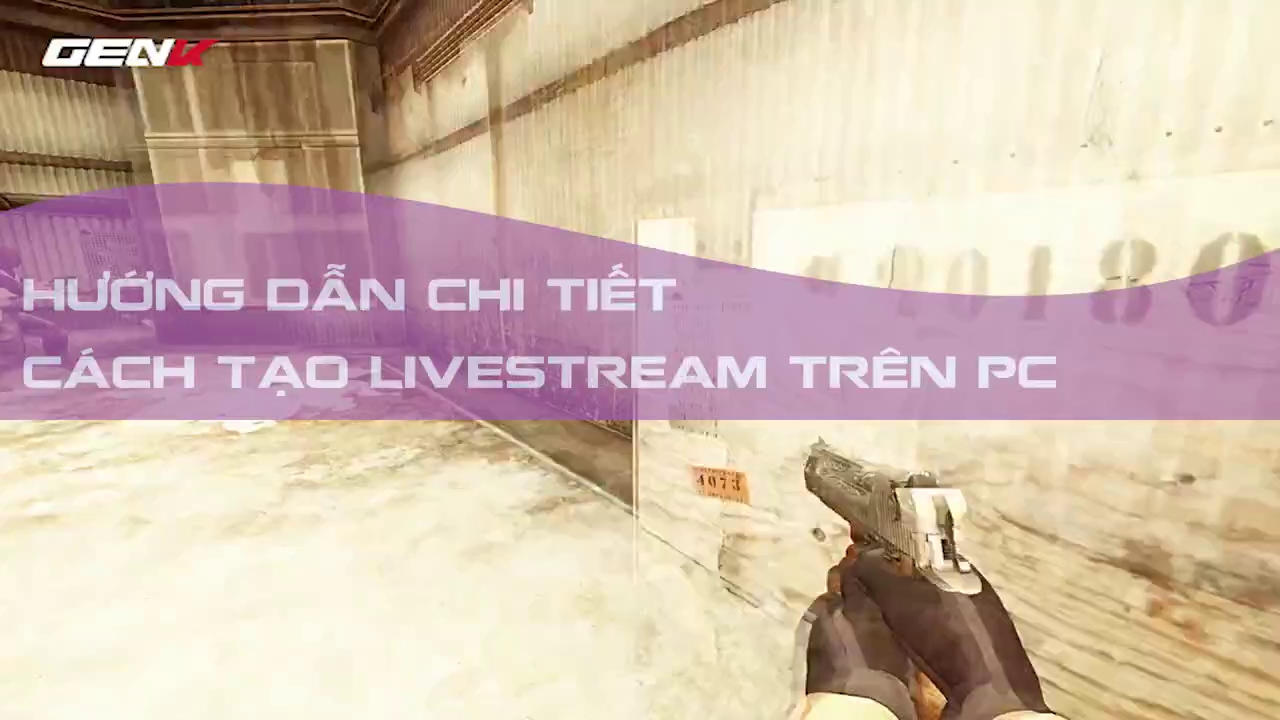 GENK
HƯỚNG DẪN CHI TIẾT
CÁCH TẠO LIVESTREAM TRÊN PC
4073